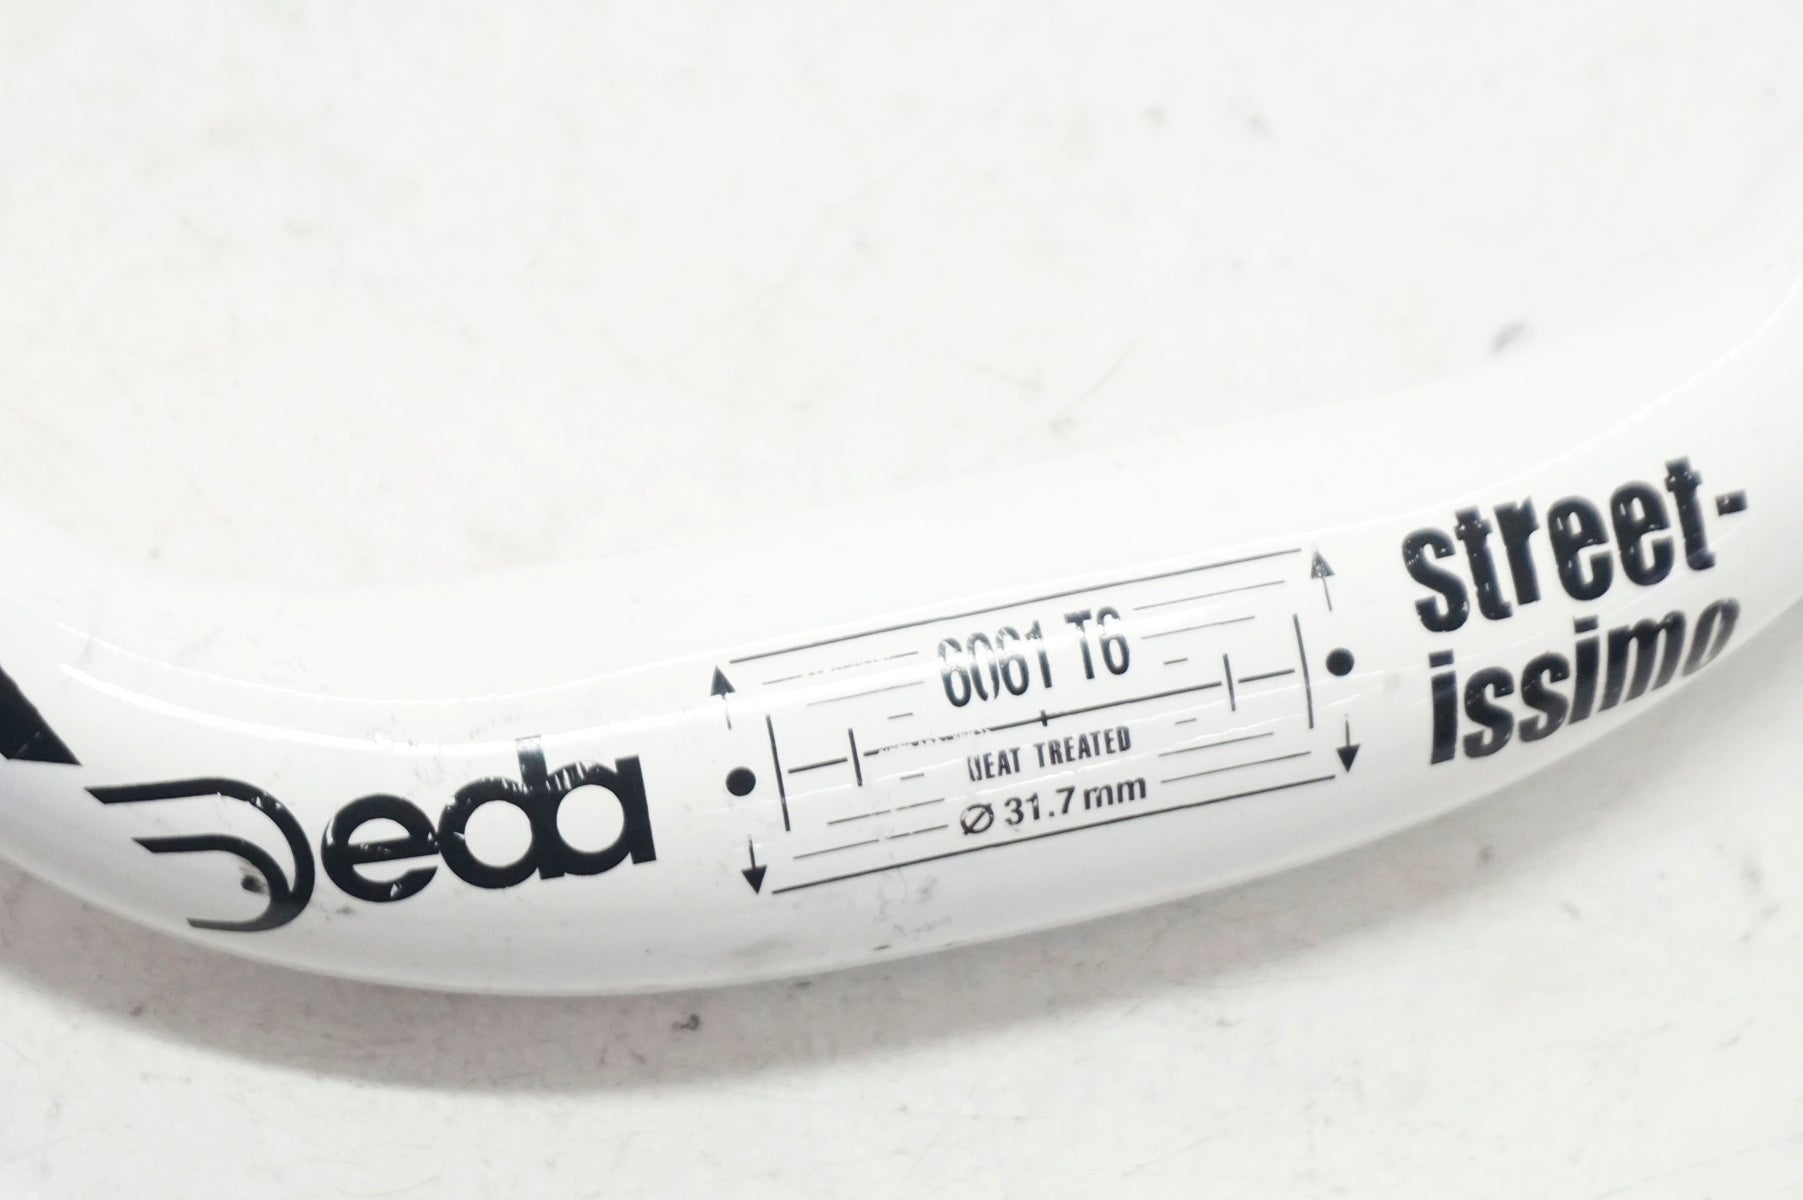 Deda
6061 T6
HEAT TREATED
Ø 31.7 mm
street-
issimo